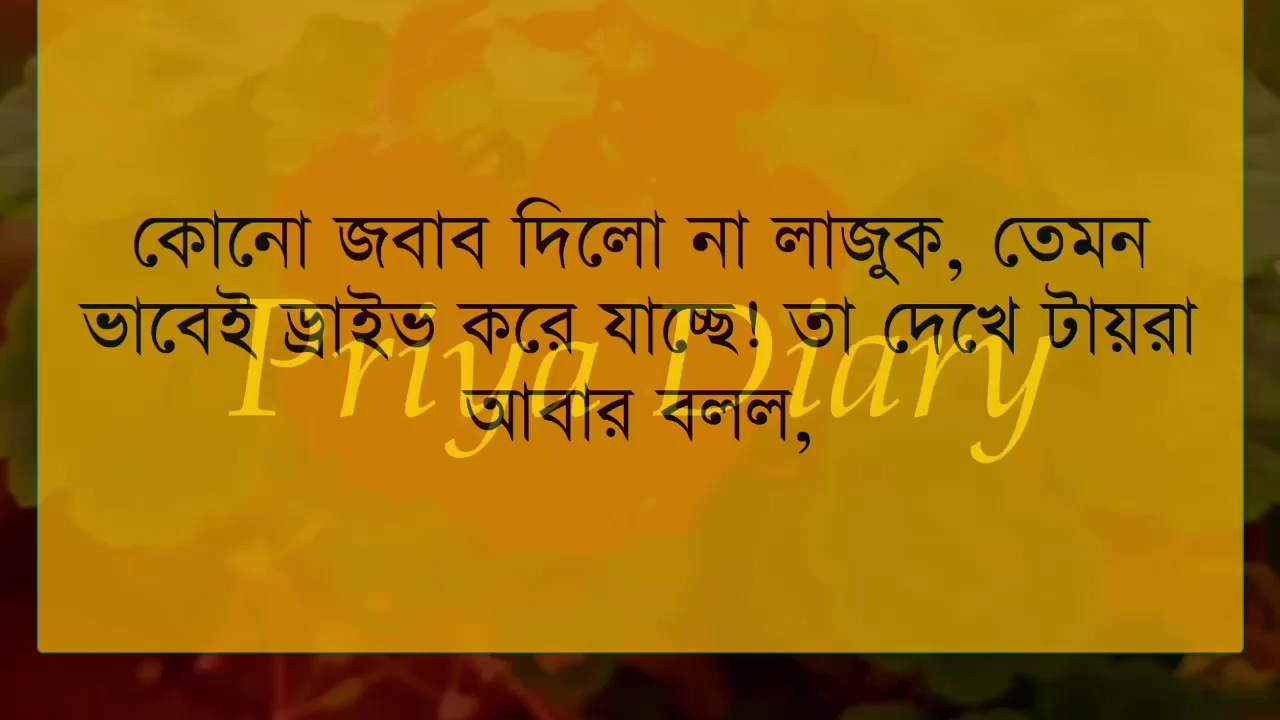 কোনো জবাব দিলো না লাজুক, তেমন
ভাবেই ড্রাইভ করে যাচ্ছে! তা দেখে টায়রা
আবার বলল,
Priya Diary